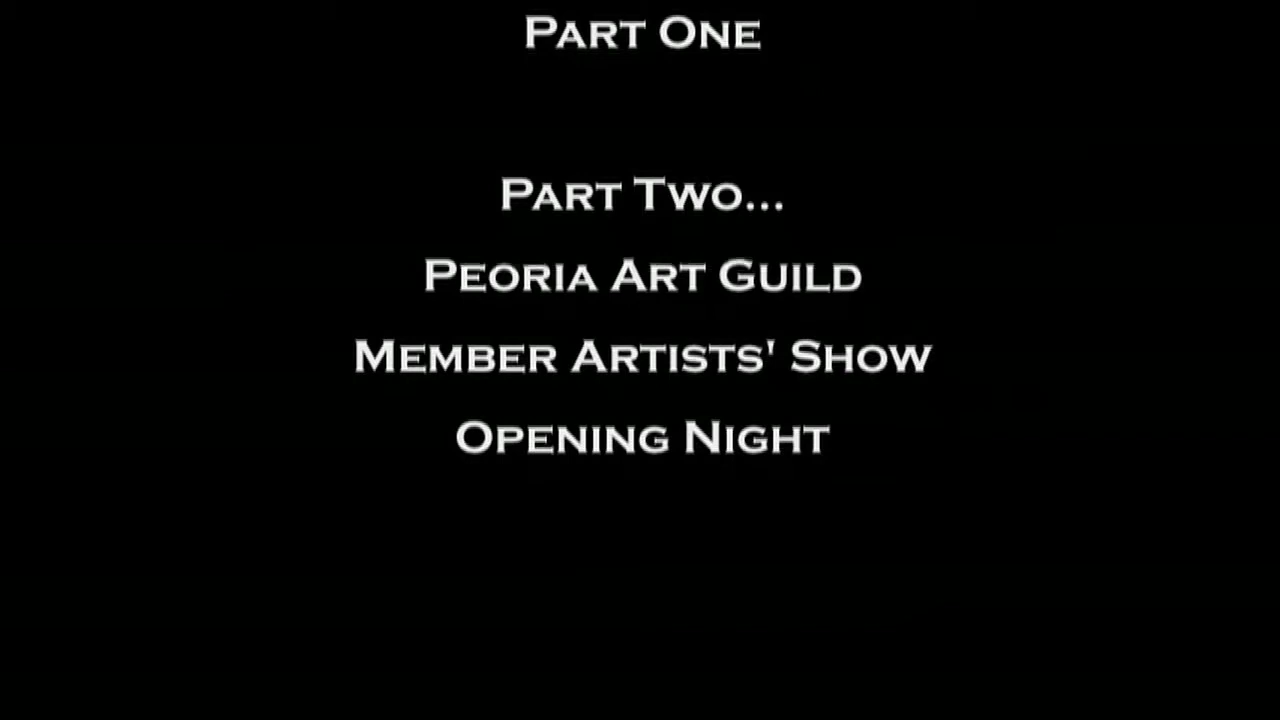 Part One
Part Two...
Peoria Art Guild
Member Artists' Show
Opening Night